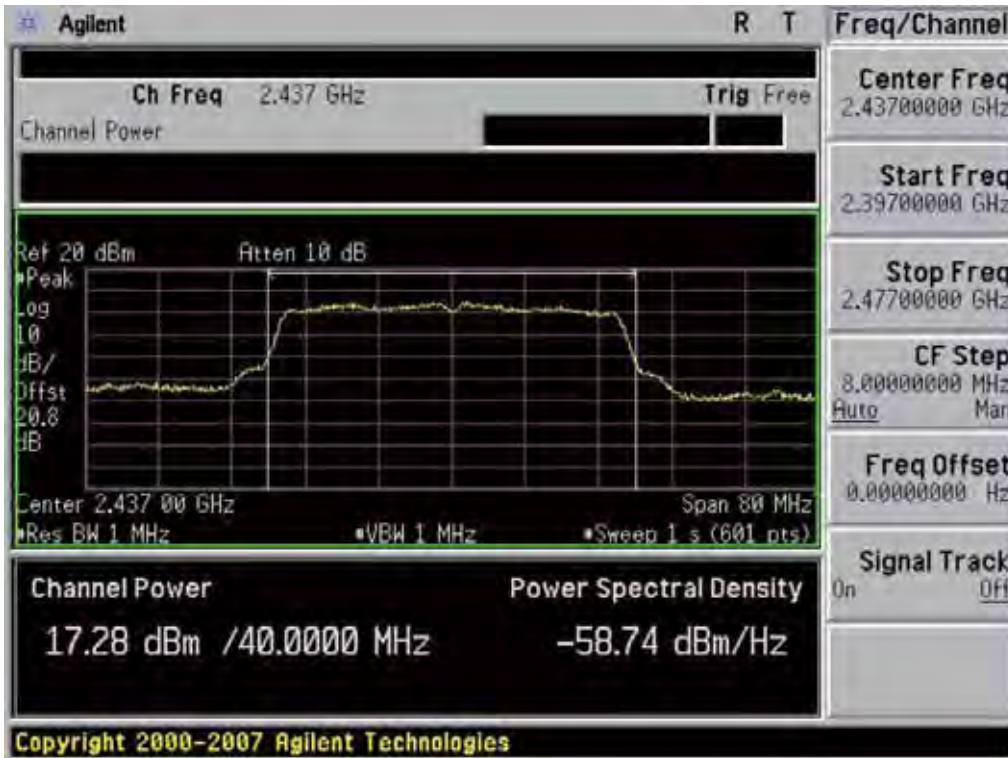 Agilent R T Freq/Channel
Ch Freq 2.437 GHz Trig Free
Channel Power
Center Freq
2.43700000 GHz
Start Freq
2.39700000 GHz
Stop Freq
2.47700000 GHz
CF Step
8.00000000 MHz
Auto Man
Freq Offset
0.00000000 Hz
Signal Track
On Off
Ref 20 dBm Atten 10 dB
Peak
Log
10
dB/
Offst
20.8
dB
Center 2.437 00 GHz Span 80 MHz
Res BW 1 MHz VBW 1 MHz Sweep 1 s (601 pts)
Channel Power Power Spectral Density
17.28 dBm /40.0000 MHz -58.74 dBm/Hz
Copyright 2000-2007 Agilent Technologies